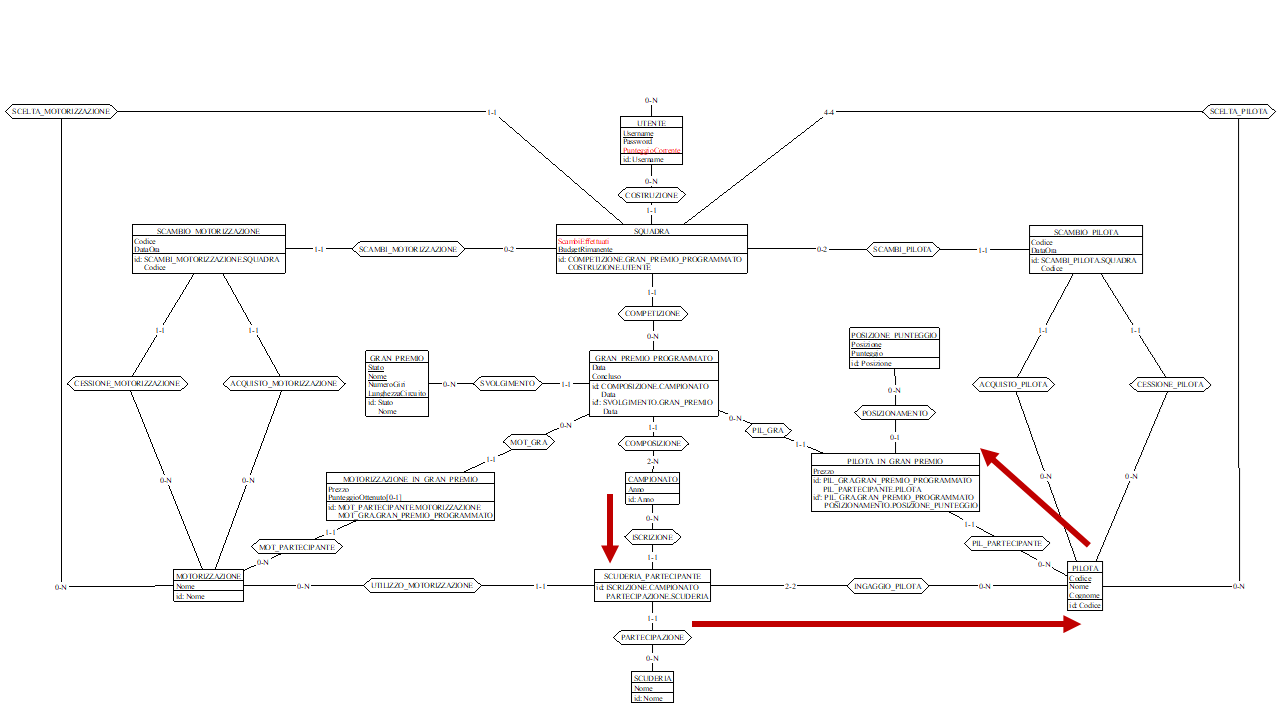 0-N
SCELTA_MOTORIZZAZIONE
1-1
4-4
SCELTA_PILOTA
UTENTE
Username
Password
PunteggioCorrente
id: Username
0-N
COSTRUZIONE
1-1
SCAMBIO_MOTORIZZAZIONE
Codice
DataOra
id: SCAMBI_MOTORIZZAZIONE.SQUADRA
Codice
1-1
SCAMBI_MOTORIZZAZIONE
0-2
SQUADRA
ScambiEffettuati
BudgetRimanente
id: COMPETIZIONE.GRAN_PREMIO_PROGRAMMATO
COSTRUZIONE.UTENTE
0-2
SCAMBI_PILOTA
1-1
SCAMBIO_PILOTA
Codice
DataOra
id: SCAMBI_PILOTA.SQUADRA
Codice
1-1
COMPETIZIONE
0-N
1-1
1-1
1-1
1-1
CESSIONE_MOTORIZZAZIONE
ACQUISTO_MOTORIZZAZIONE
GRAN_PREMIO
Stato
Nome
NumeroGiri
LunghezzaCircuito
id: Stato
Nome
0-N
SVOLGIMENTO
1-1
GRAN_PREMIO_PROGRAMMATO
Data
Concluso
id: COMPOSIZIONE.CAMPIONATO
Data
id': SVOLGIMENTO.GRAN_PREMIO
Data
POSIZIONE_PUNTEGGIO
Posizione
Punteggio
id: Posizione
0-N
POSIZIONAMENTO
0-1
ACQUISTO_PILOTA
CESSIONE_PILOTA
0-N
MOT_GRA
1-1
1-1
COMPOSIZIONE
2-N
0-N
PIL_GRA
1-1
MOTORIZZAZIONE_IN_GRAN_PREMIO
Prezzo
PunteggioOttenuto[0-1]
id: MOT_PARTECIPANTE.MOTORIZZAZIONE
MOT_GRA.GRAN_PREMIO_PROGRAMMATO
CAMPIONATO
Anno
id: Anno
PILOTA_IN_GRAN_PREMIO
Prezzo
id: PIL_GRA.GRAN_PREMIO_PROGRAMMATO
PIL_PARTECIPANTE.PILOTA
id': PIL_GRA.GRAN_PREMIO_PROGRAMMATO
POSIZIONAMENTO.POSIZIONE_PUNTEGGIO
0-N
0-N
0-N
0-N
1-1
MOT_PARTECIPANTE
0-N
0-N
ISCRIZIONE
1-1
1-1
PIL_PARTECIPANTE
0-N
0-N
MOTORIZZAZIONE
Nome
id: Nome
0-N
UTILIZZO_MOTORIZZAZIONE
1-1
SCUDERIA_PARTECIPANTE
id: ISCRIZIONE.CAMPIONATO
PARTECIPAZIONE.SCUDERIA
2-2
INGAGGIO_PILOTA
0-N
PILOTA
Codice
Nome
Cognome
id: Codice
0-N
1-1
PARTECIPAZIONE
0-N
SCUDERIA
Nome
id: Nome